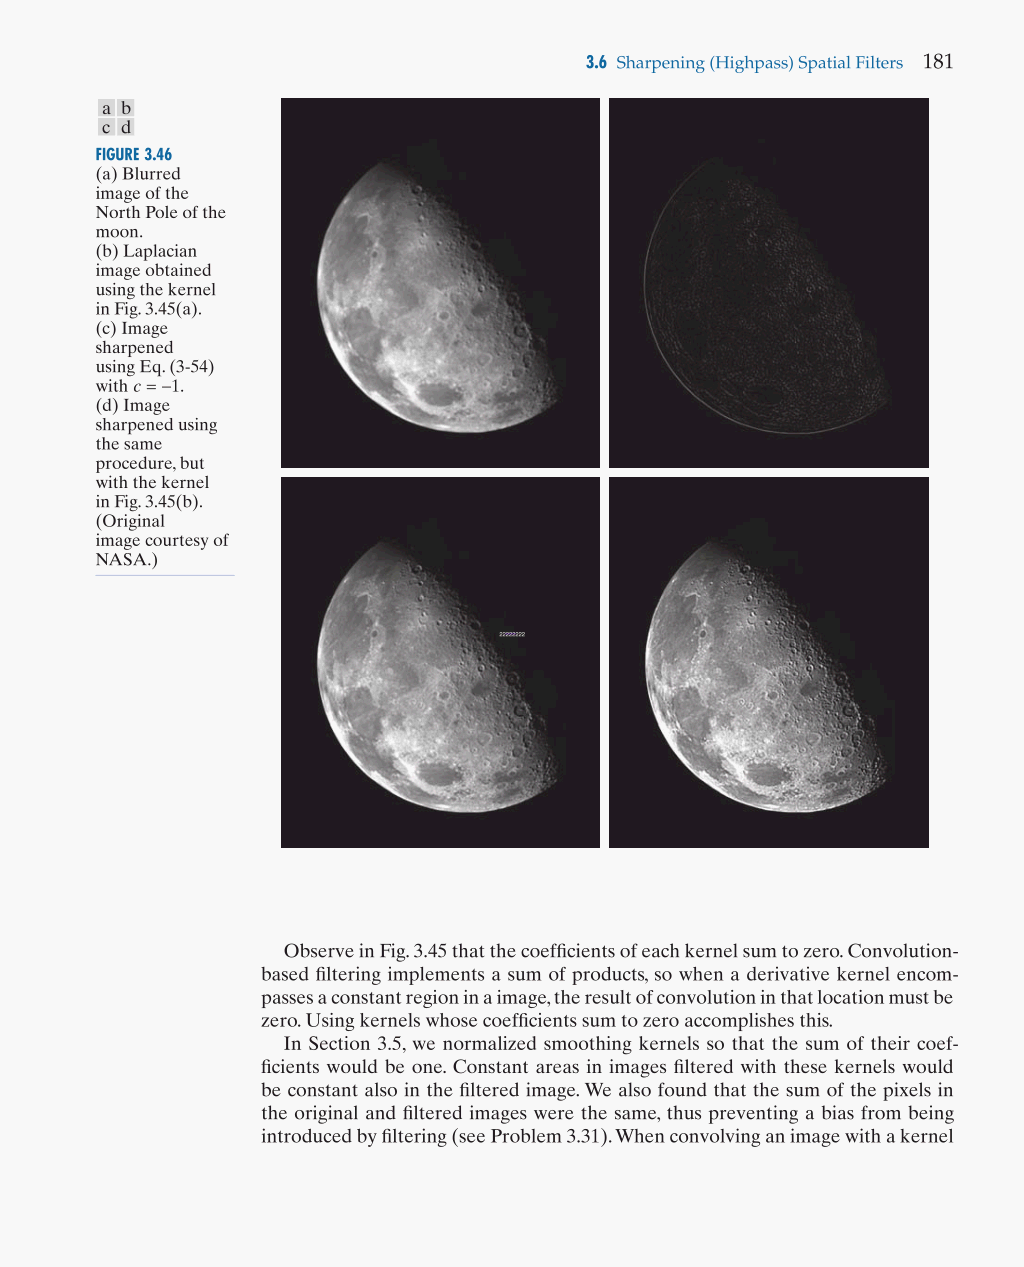 3.6 Sharpening (Highpass) Spatial Filters 181
a b
c d
FIGURE 3.46
(a) Blurred
image of the
North Pole of the
moon.
(b) Laplacian
image obtained
using the kernel
in Fig. 3.45(a).
(c) Image
sharpened
using Eq. (3-54)
with c = −1.
(d) Image
sharpened using
the same
procedure, but
with the kernel
in Fig. 3.45(b).
(Original
image courtesy of
NASA.)
22222222
Observe in Fig. 3.45 that the coefficients of each kernel sum to zero. Convolution-
based filtering implements a sum of products, so when a derivative kernel encom-
passes a constant region in a image, the result of convolution in that location must be
zero. Using kernels whose coefficients sum to zero accomplishes this.
In Section 3.5, we normalized smoothing kernels so that the sum of their coef-
ficients would be one. Constant areas in images filtered with these kernels would
be constant also in the filtered image. We also found that the sum of the pixels in
the original and filtered images were the same, thus preventing a bias from being
introduced by filtering (see Problem 3.31). When convolving an image with a kernel